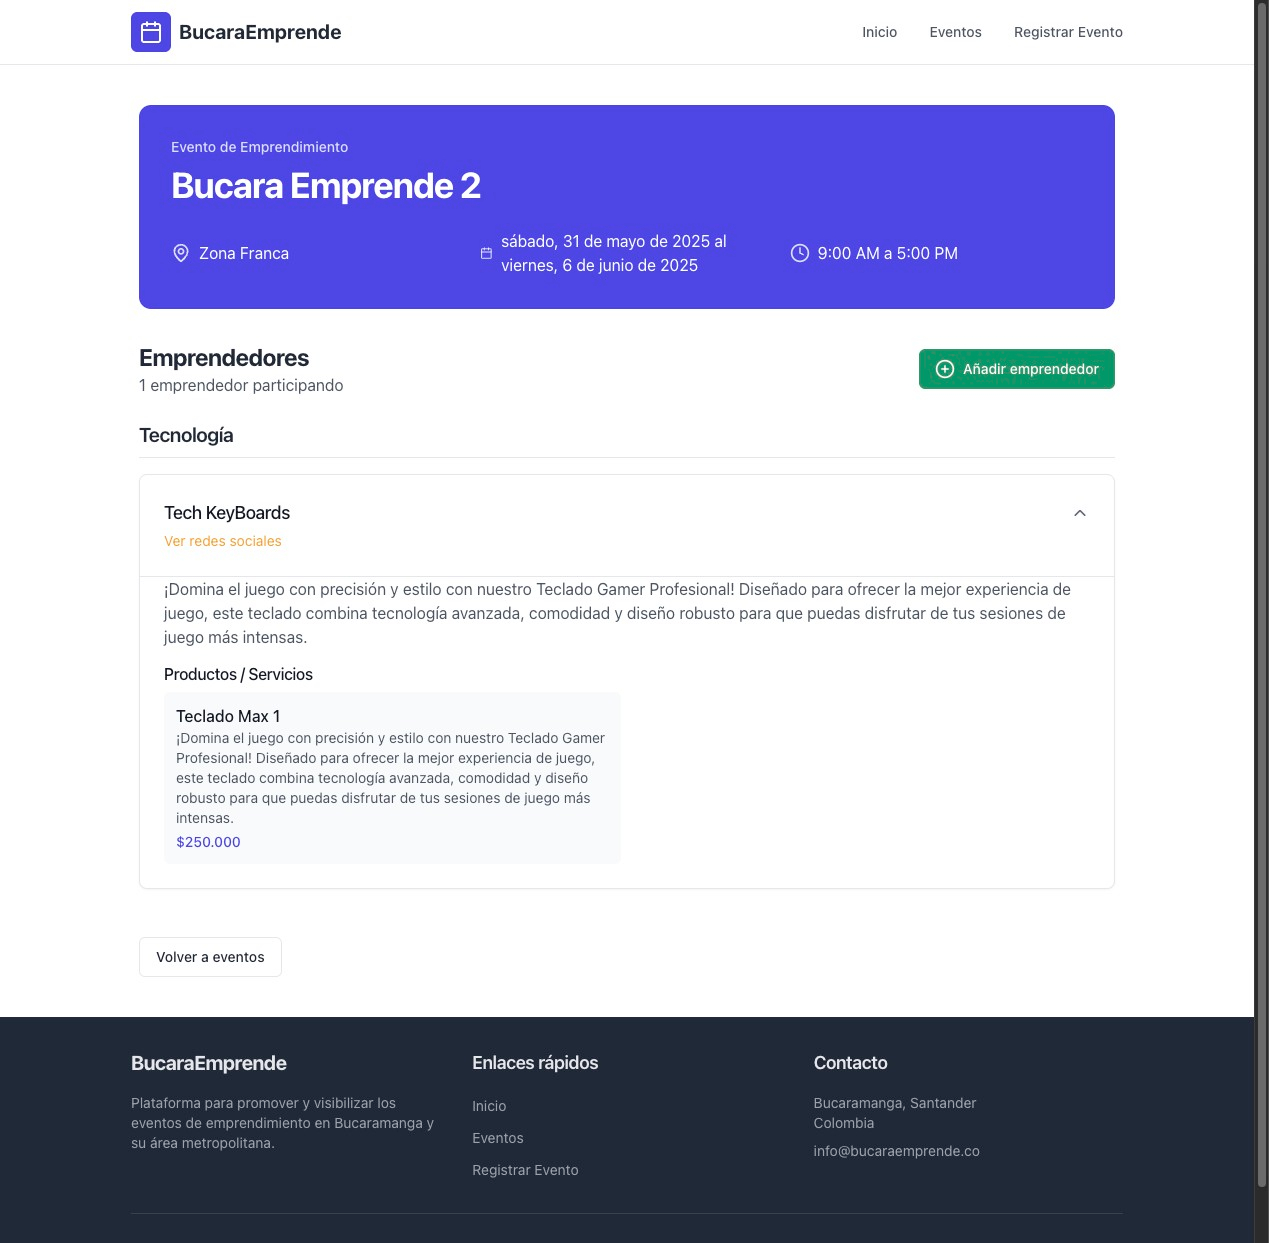 BucaraEmprende
Inicio
Eventos
Registrar Evento
Evento de Emprendimiento
Bucara Emprende 2
Zona Franca
sábado, 31 de mayo de 2025 al
viernes, 6 de junio de 2025
9:00 AM a 5:00 PM
Emprendedores
1 emprendedor participando
Añadir emprendedor
Tecnología
Tech KeyBoards
Ver redes sociales
¡Domina el juego con precisión y estilo con nuestro Teclado Gamer Profesional! Diseñado para ofrecer la mejor experiencia de
juego, este teclado combina tecnología avanzada, comodidad y diseño robusto para que puedas disfrutar de tus sesiones de
juego más intensas.
Productos / Servicios
Teclado Max 1
¡Domina el juego con precisión y estilo con nuestro Teclado Gamer
Profesional! Diseñado para ofrecer la mejor experiencia de juego,
este teclado combina tecnología avanzada, comodidad y diseño
robusto para que puedas disfrutar de tus sesiones de juego más
intensas.
$250.000
Volver a eventos
BucaraEmprende
Plataforma para promover y visibilizar los
eventos de emprendimiento en Bucaramanga y
su área metropolitana.
Enlaces rápidos
Inicio
Eventos
Registrar Evento
Contacto
Bucaramanga, Santander
Colombia
info@bucaraemprende.co